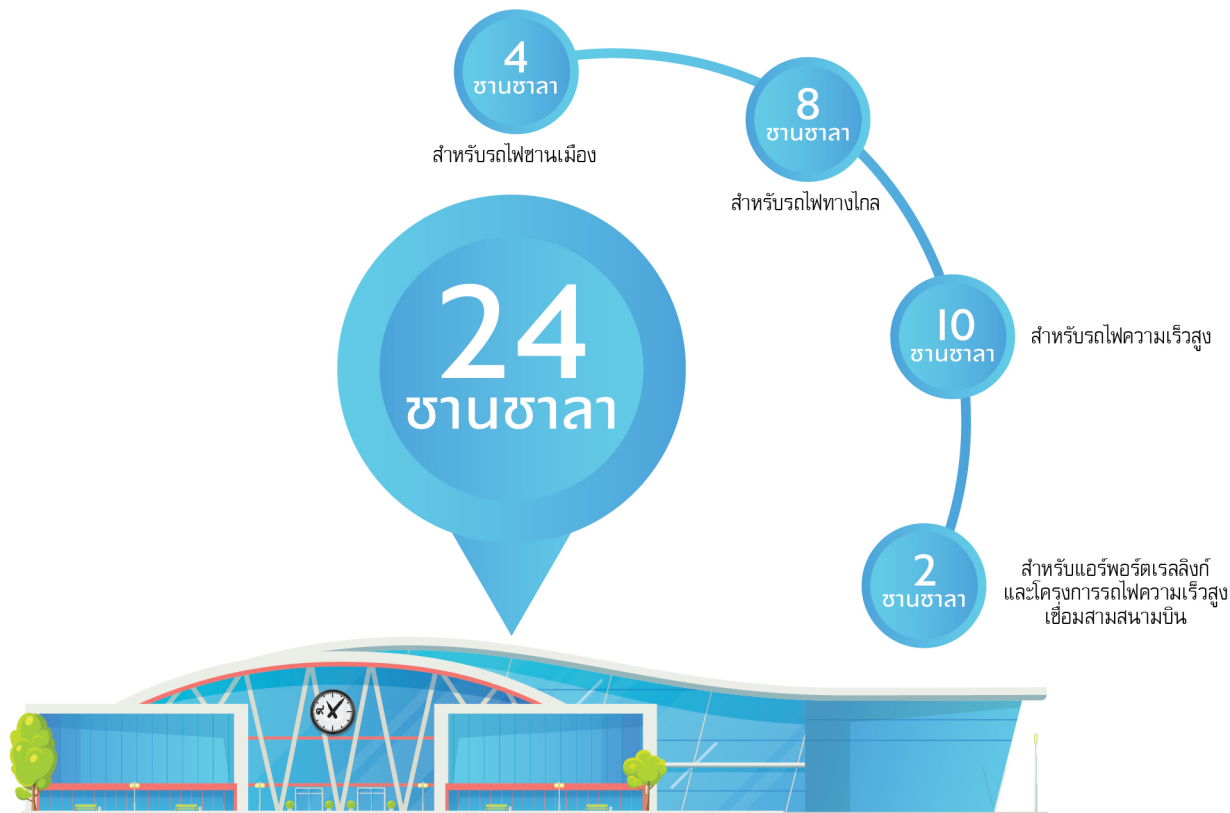 4
ชานชาลา
สำหรับรถไฟชานเมือง
8
ชานชาลา
สำหรับรถไฟทางไกล
24
ชานชาลา
10
ชานชาลา
สำหรับรถไฟความเร็วสูง
2
ชานชาลา
สำหรับแอร์พอร์ตเรลลิงก์
และโครงการรถไฟความเร็วสูง
เชื่อมสามสนามบิน
๙